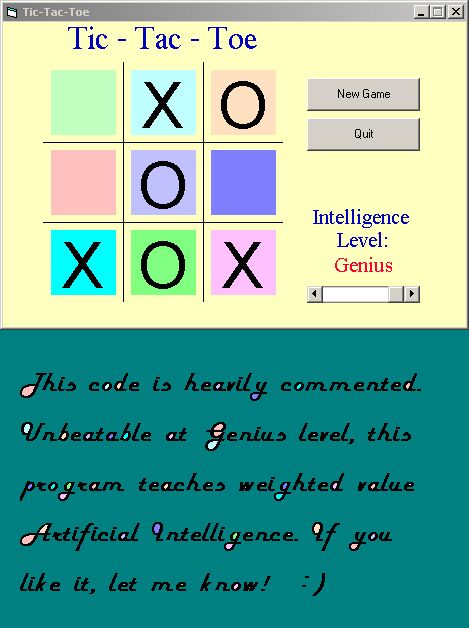 Tic-Tac-Toe
Tic - Tac - Toe
X O
O
X O X
New Game
Quit
Intelligence
Level:
Genius
This code is heavily commented.
Unbeatable at Genius level, this
program teaches weighted value
Artificial Intelligence. If you
like it, let me know! :)